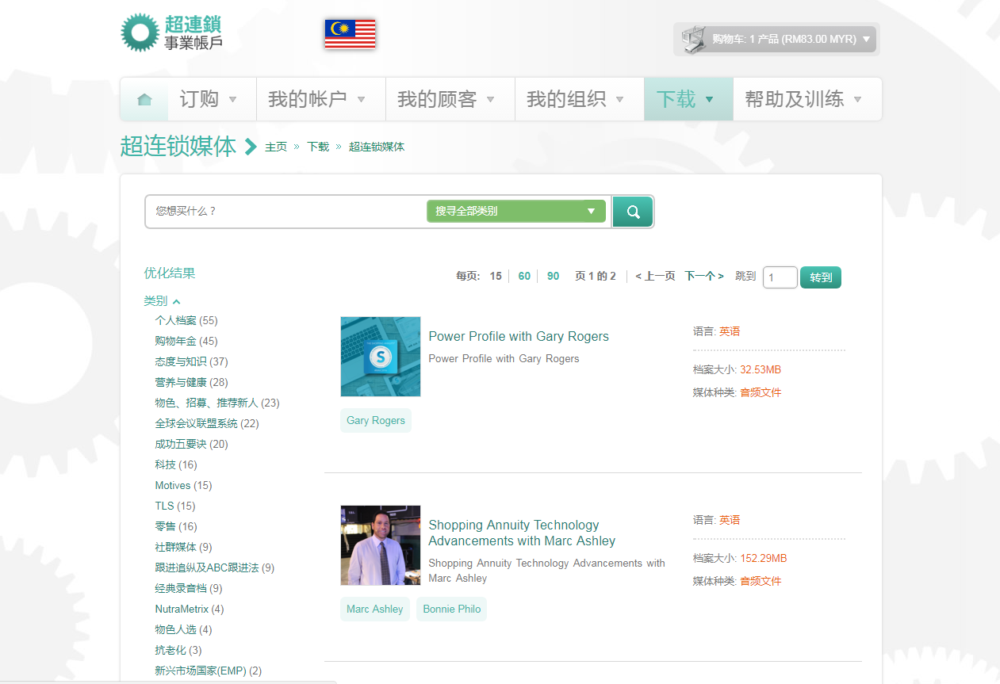 超連鎖
事業帳戶
购物车: 1 产品 (RM83.00 MYR)
订购 我的帐户 我的顾客 我的组织 下载 帮助及训练
超连锁媒体 主页 » 下载 » 超连锁媒体
您想买什么？ 搜寻全部类别
优化结果
每页: 15 60 90 页 1 的 2 < 上一页 下一个 > 跳到 1 转到
类别
个人档案 (55)
购物年金 (45)
态度与知识 (37)
营养与健康 (28)
物色、招募、推荐新人 (23)
全球会议联盟系统 (22)
成功五要诀 (20)
科技 (16)
Motives (15)
TLS (15)
零售 (16)
社群媒体 (9)
跟进追纵及ABC跟进法 (9)
经典录音档 (9)
NutraMetrix (4)
物色人选 (4)
抗老化 (3)
新兴市场国家(EMP) (2)
S
Power Profile with Gary Rogers
Power Profile with Gary Rogers
Gary Rogers
语言: 英语
档案大小: 32.53MB
媒体种类: 音频文件
Shopping Annuity Technology
Advancements with Marc Ashley
Shopping Annuity Technology Advancements with
Marc Ashley
Marc Ashley Bonnie Philo
语言: 英语
档案大小: 152.29MB
媒体种类: 音频文件